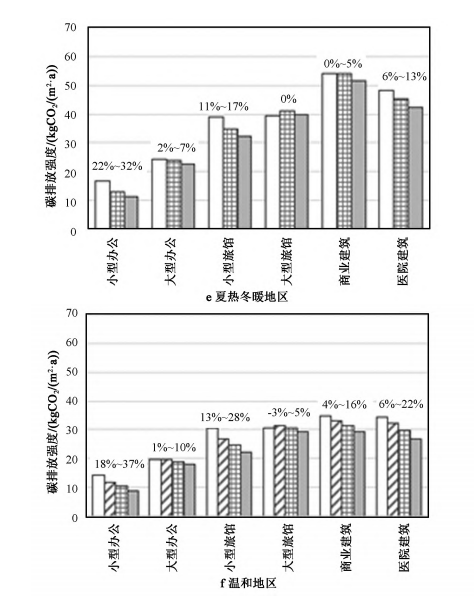 碳排放强度/(kgCO₂/(m²·a))
70
60
50
40
30
20
10
0
22%~32%
2%~7%
11%~17%
0%
0%~5%
6%~13%
小型办公
大型办公
小型旅馆
大型旅馆
商业建筑
医院建筑
e 夏热冬暖地区
碳排放强度/(kgCO₂/(m²·a))
70
60
50
40
30
20
10
0
18%~37%
1%~10%
13%~28%
-3%~5%
4%~16%
6%~22%
小型办公
大型办公
小型旅馆
大型旅馆
商业建筑
医院建筑
f 温和地区